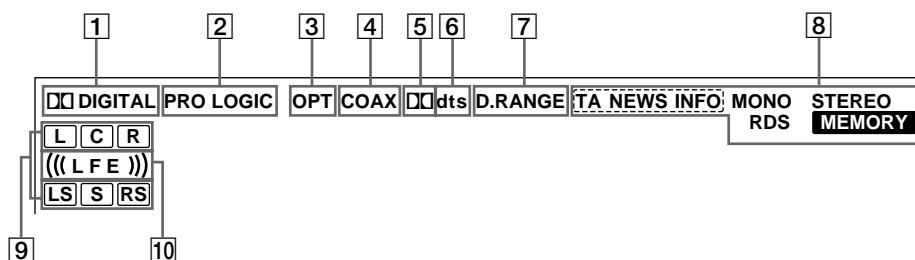 1 2 3 4 5 6 7 8
DIGITAL PRO LOGIC OPT COAX dts D.RANGE TA NEWS INFO MONO STEREO
RDS MEMORY
L C R
((( L F E )))
LS S RS
9 10